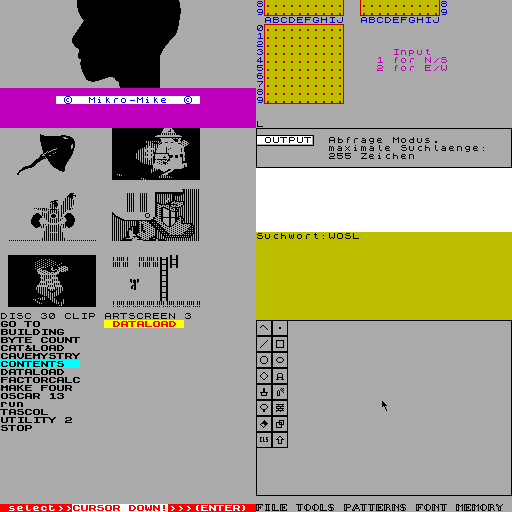 © Mikro-Mike ©
DISC 30 CLIP ARTSCREEN 3
GO TO
BUILDING
BYTE COUNT
CAT&LOAD
CAVEMYSTRY
CONTENTS
DATALOAD
FACTORCALC
MAKE FOUR
OSCAR 13
run
TASCOL
UTILITY 2
STOP
DATALOAD
select>>CURSOR DOWN!>>>(ENTER)
8 8
9 9
ABCDEFGHIJ ABCDEFGHIJ
0
1
2
3
4
5
6
7
8
9
Input
1 for N/S
2 for E/W
L
OUTPUT
Abfrage Modus,
maximale Suchlaenge:
255 Zeichen
Suchwort:WOSL
CLS
FILE TOOLS PATTERNS FONT MEMORY